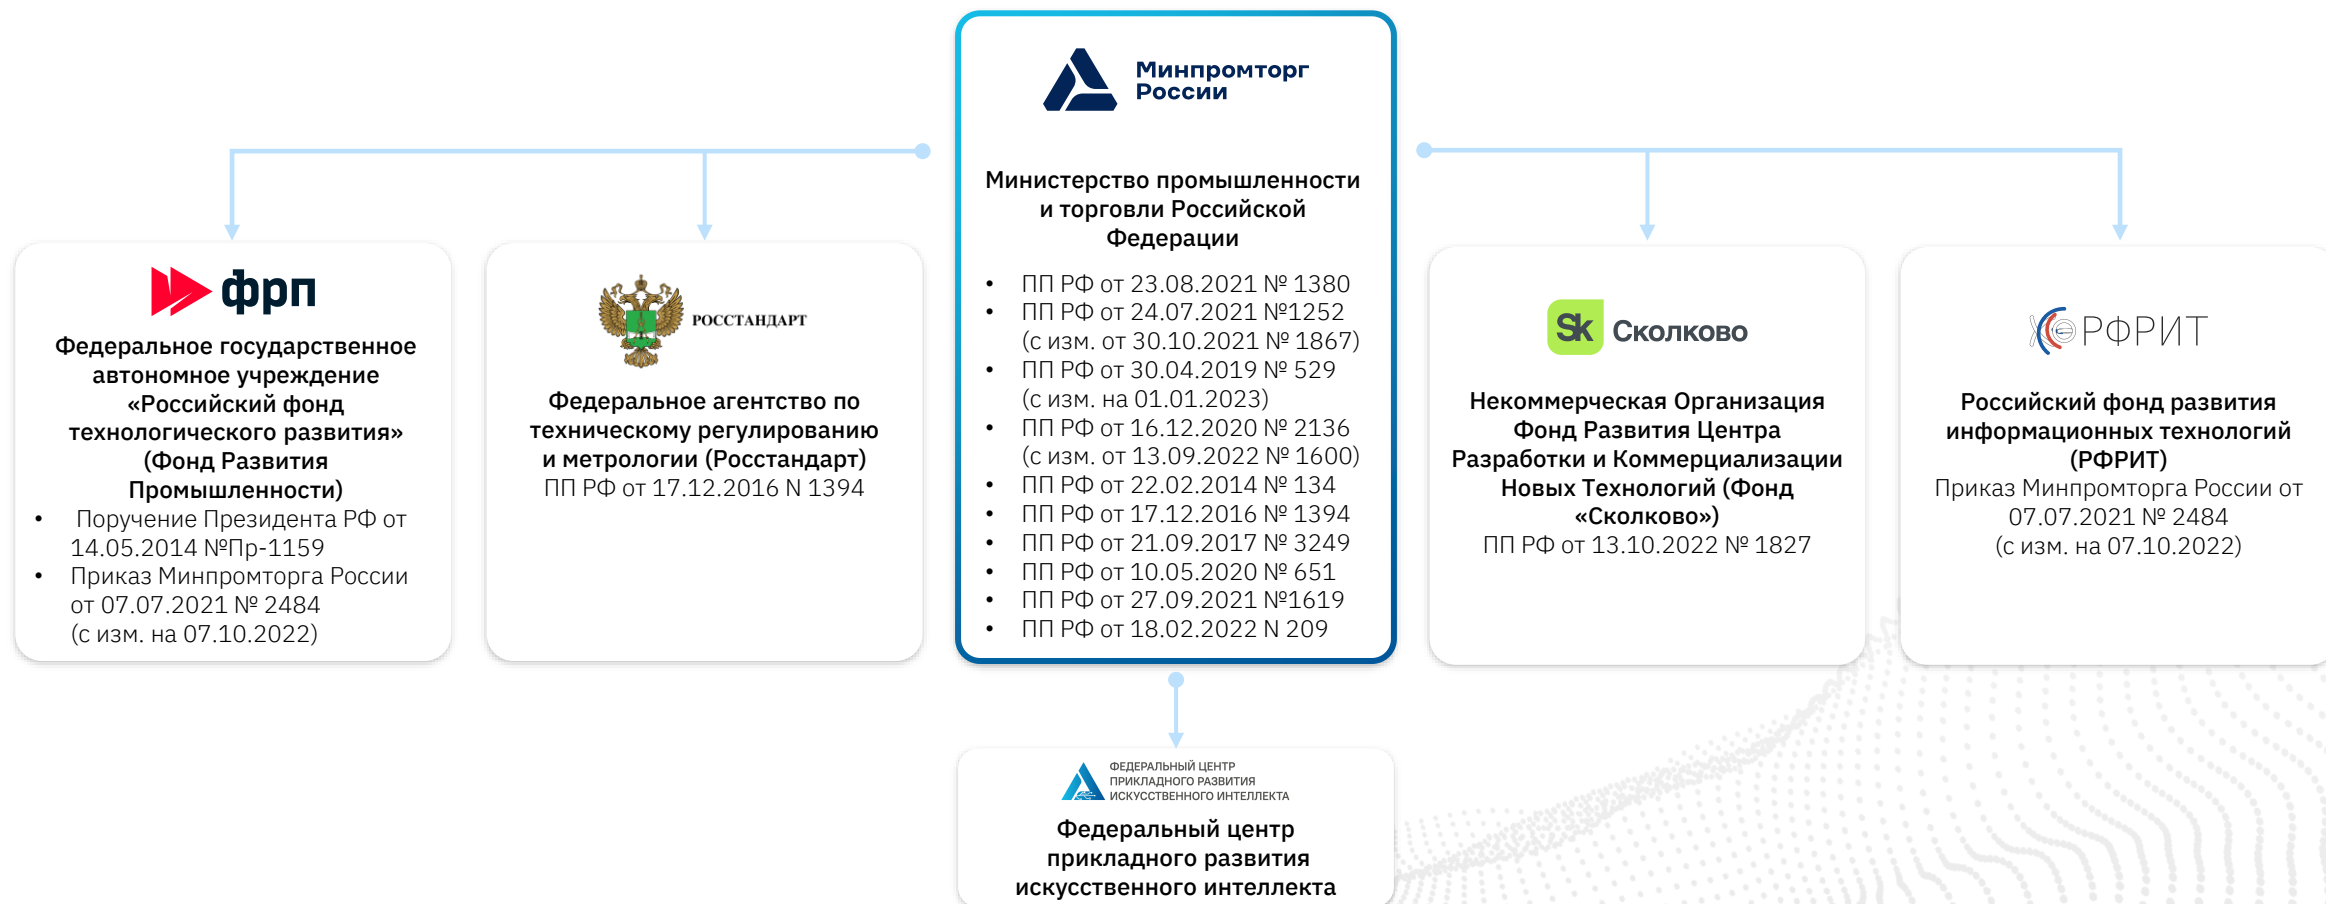 Минпромторг
России
Министерство промышленности
и торговли Российской
Федерации
• ПП РФ от 23.08.2021 № 1380
• ПП РФ от 24.07.2021 №1252
(с изм. от 30.10.2021 № 1867)
• ПП РФ от 30.04.2019 № 529
(с изм. на 01.01.2023)
• ПП РФ от 16.12.2020 № 2136
(с изм. от 13.09.2022 № 1600)
• ПП РФ от 22.02.2014 № 134
• ПП РФ от 17.12.2016 № 1394
• ПП РФ от 21.09.2017 № 3249
• ПП РФ от 10.05.2020 № 651
• ПП РФ от 27.09.2021 №1619
• ПП РФ от 18.02.2022 N 209
фрп
Федеральное государственное
автономное учреждение
«Российский фонд
технологического развития»
(Фонд Развития
Промышленности)
• Поручение Президента РФ от
14.05.2014 №Пр-1159
• Приказ Минпромторга России
от 07.07.2021 № 2484
(с изм. на 07.10.2022)
РОССТАНДАРТ
Федеральное агентство по
техническому регулированию
и метрологии (Росстандарт)
ПП РФ от 17.12.2016 N 1394
Sk Сколково
Некоммерческая Организация
Фонд Развития Центра
Разработки и Коммерциализации
Новых Технологий (Фонд
«Сколково»)
ПП РФ от 13.10.2022 № 1827
РФРИТ
Российский фонд развития
информационных технологий
(РФРИТ)
Приказ Минпромторга России от
07.07.2021 № 2484
(с изм. на 07.10.2022)
ФЕДЕРАЛЬНЫЙ ЦЕНТР
ПРИКЛАДНОГО РАЗВИТИЯ
ИСКУССТВЕННОГО ИНТЕЛЛЕКТА
Федеральный центр
прикладного развития
искусственного интеллекта